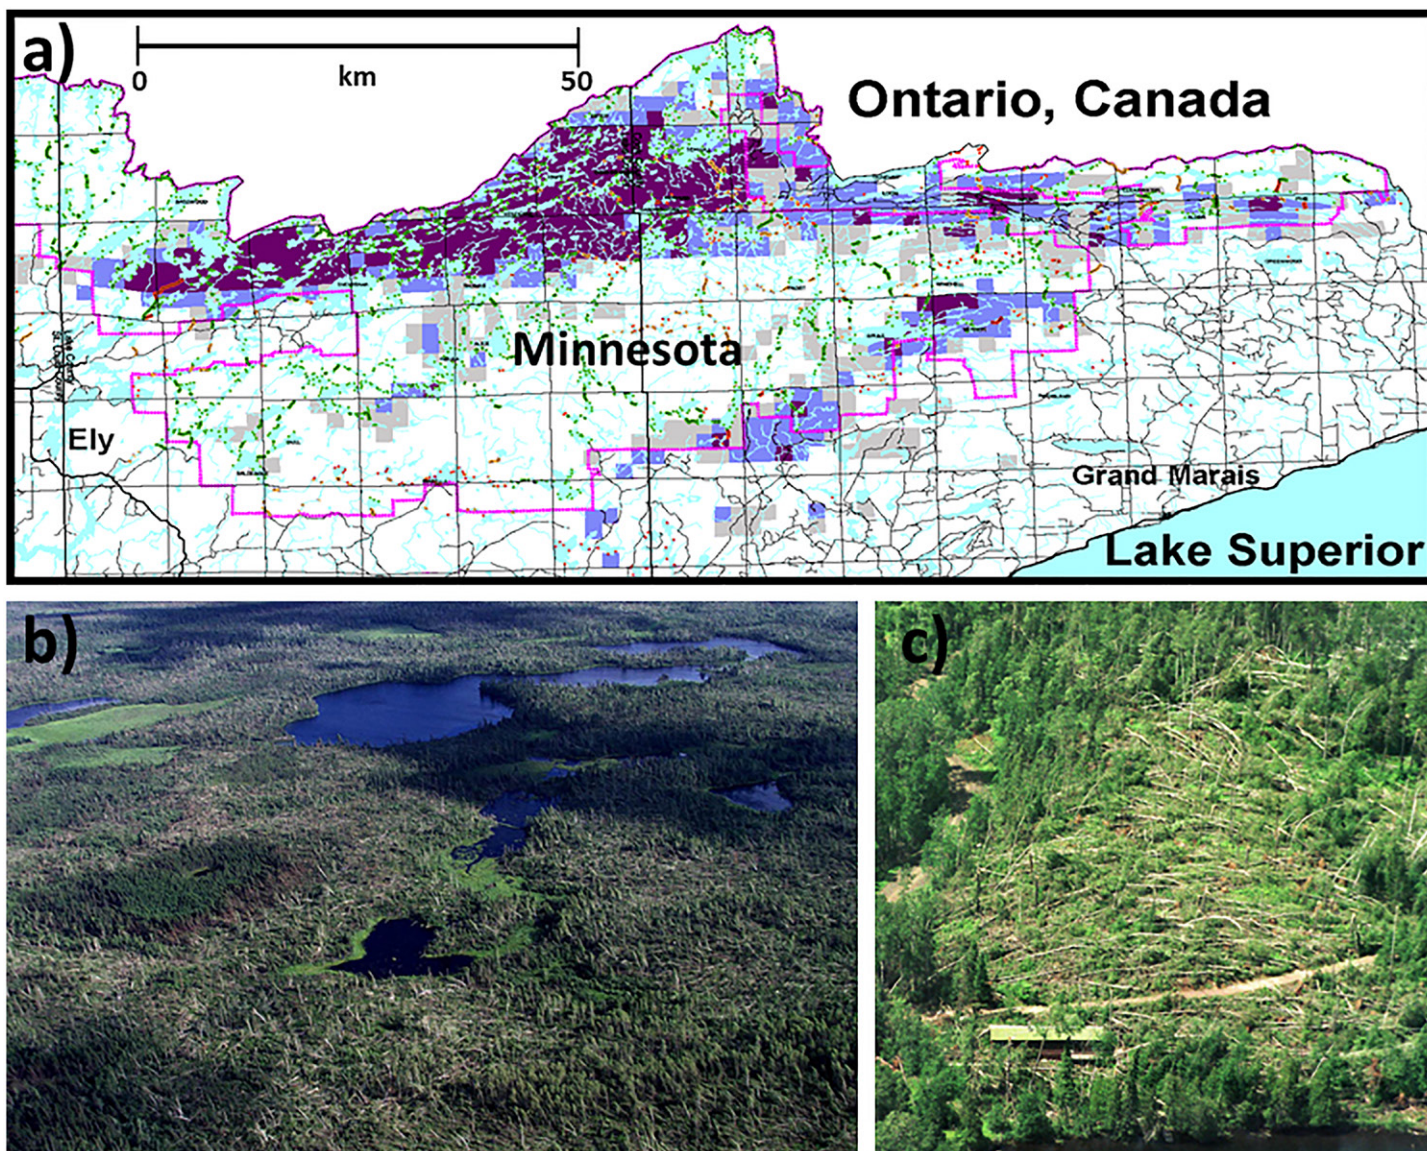 a)
0 km 50
Ontario, Canada
Minnesota
Ely
Grand Marais
Lake Superior
b)
c)